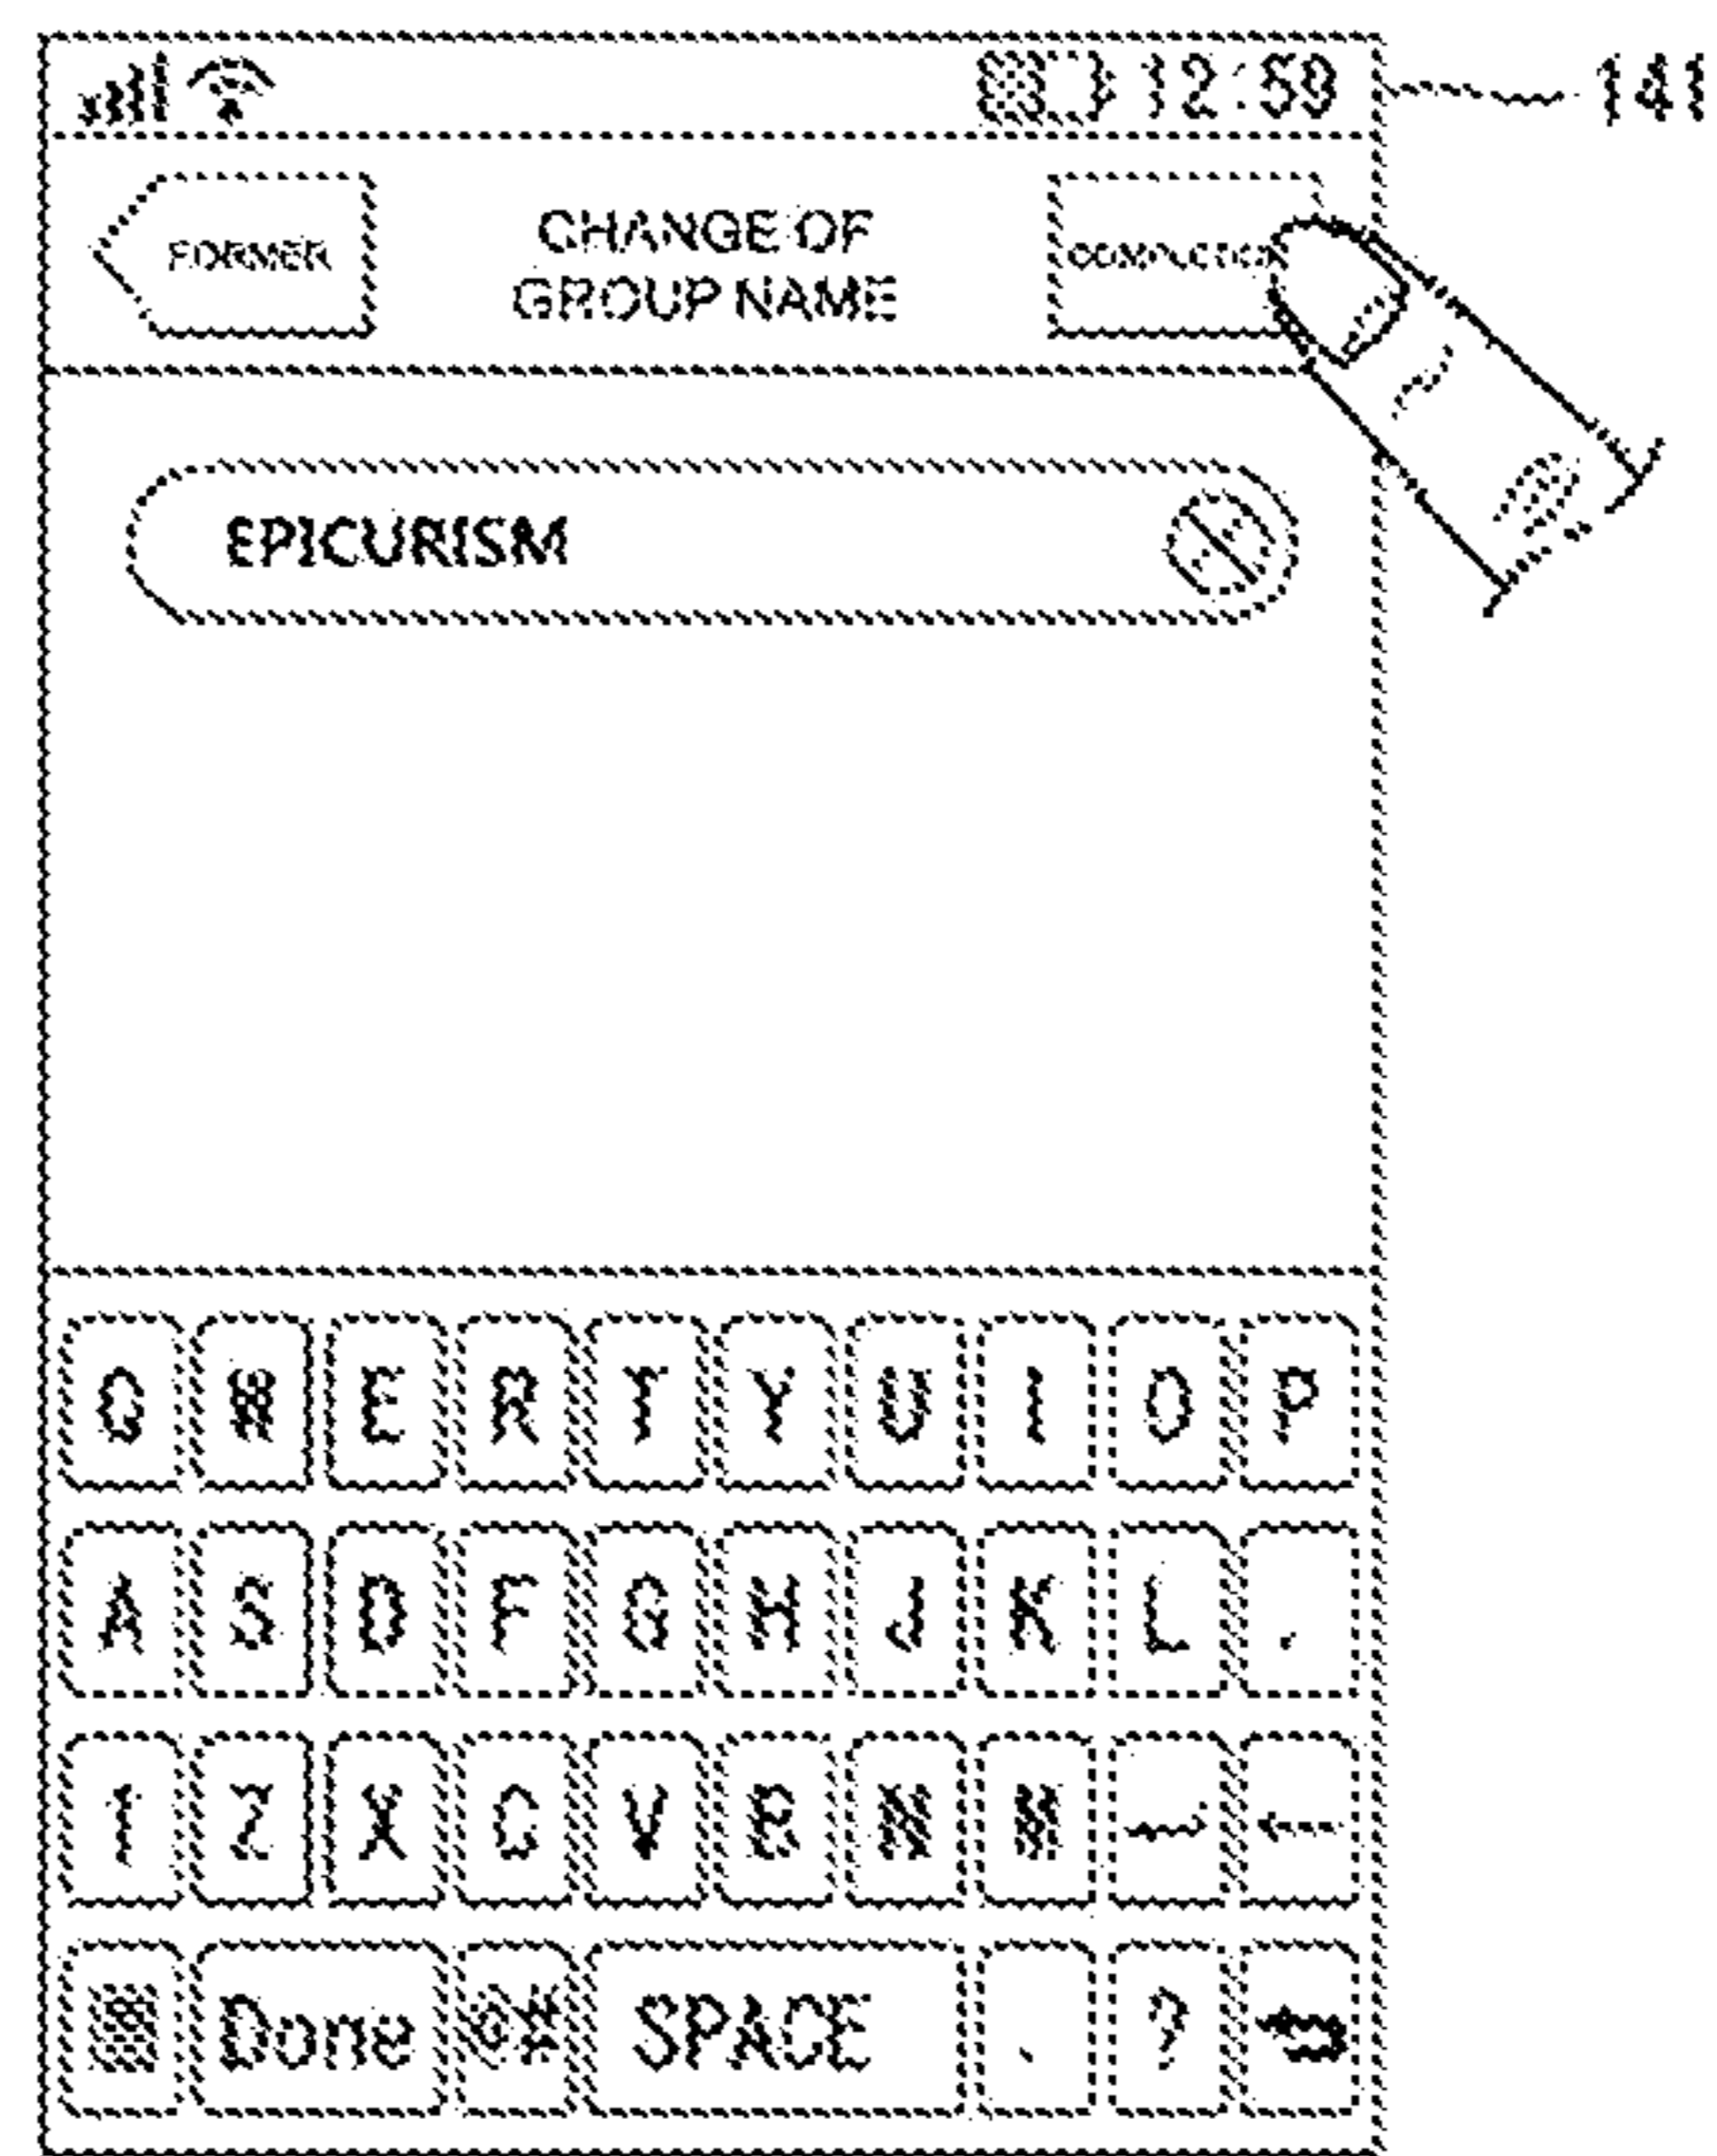 12:59
141
FORMER
CHANGE OF
GROUP NAME
EPICURISM
Q W E R T Y U I O P
A S D F G H J K L .
Z X C V B N M
Done @# SPACE . ?